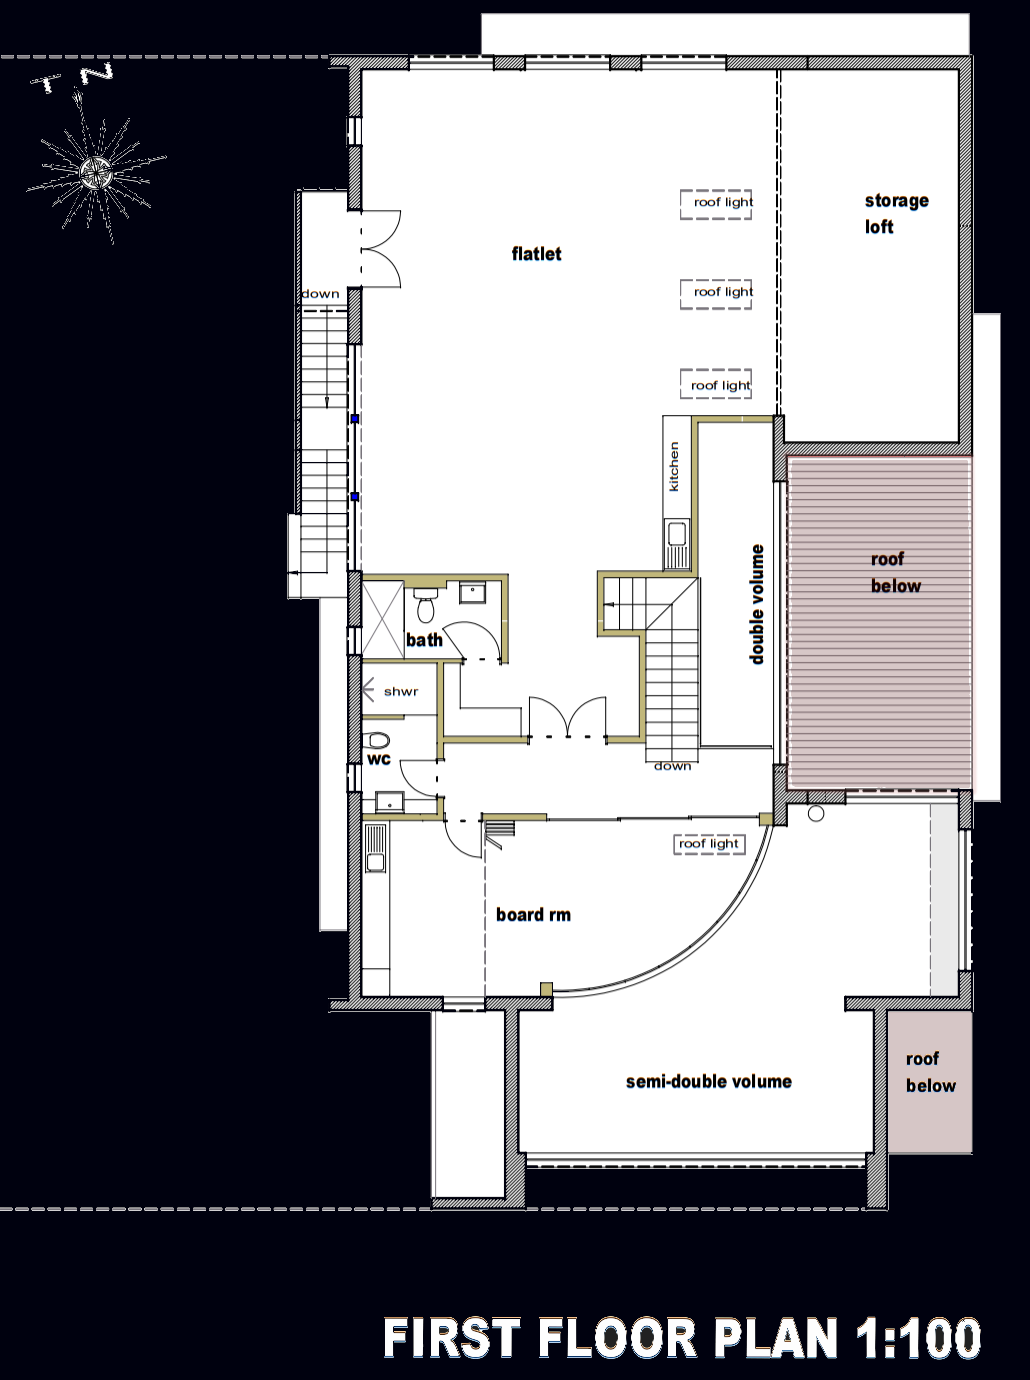 N
T
storage
loft
roof light
flatlet
roof light
down
roof light
kitchen
double volume
roof
below
bath
shwr
wc
down
roof light
board rm
roof
below
semi-double volume
FIRST FLOOR PLAN 1:100